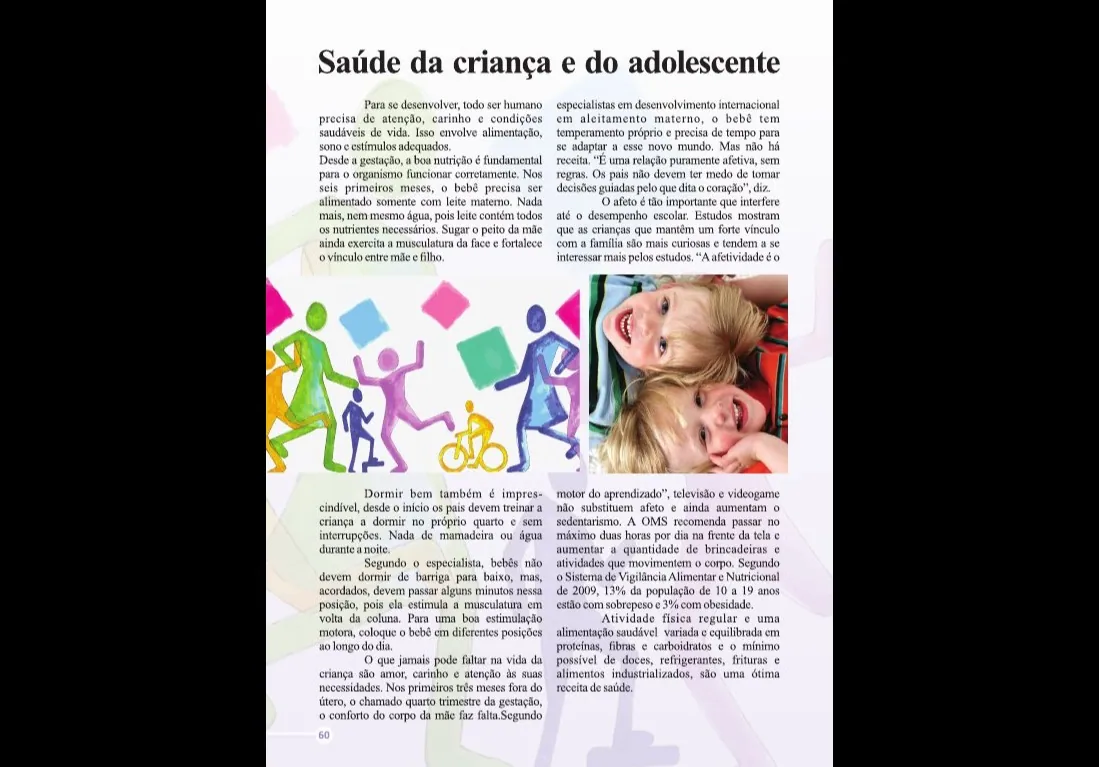 Saúde da criança e do adolescente
Para se desenvolver, todo ser humano
precisa de atenção, carinho e condições
saudáveis de vida. Isso envolve alimentação,
sono e estímulos adequados.
Desde a gestação, a boa nutrição é fundamental
para o organismo funcionar corretamente. Nos
seis primeiros meses, o bebê precisa ser
alimentado somente com leite materno. Nada
mais, nem mesmo água, pois leite contém todos
os nutrientes necessários. Sugar o peito da mãe
ainda exercita a musculatura da face e fortalece
o vínculo entre mãe e filho.
Dormir bem também é impres-
cindível, desde o início os pais devem treinar a
criança a dormir no próprio quarto e sem
interrupções. Nada de mamadeira ou água
durante a noite.
Segundo o especialista, bebês não
devem dormir de barriga para baixo, mas,
acordados, devem passar alguns minutos nessa
posição, pois ela estimula a musculatura em
volta da coluna. Para uma boa estimulação
motora, coloque o bebê em diferentes posições
ao longo do dia.
O que jamais pode faltar na vida da
criança são amor, carinho e atenção às suas
necessidades. Nos primeiros três meses fora do
útero, o chamado quarto trimestre da gestação,
o conforto do corpo da mãe faz falta.Segundo
especialistas em desenvolvimento internacional
em aleitamento materno, o bebê tem
temperamento próprio e precisa de tempo para
se adaptar a esse novo mundo. Mas não há
receita. “É uma relação puramente afetiva, sem
regras. Os pais não devem ter medo de tomar
decisões guiadas pelo que dita o coração”, diz.
O afeto é tão importante que interfere
até o desempenho escolar. Estudos mostram
que as crianças que mantêm um forte vínculo
com a família são mais curiosas e tendem a se
interessar mais pelos estudos. “A afetividade é o
motor do aprendizado”, televisão e videogame
não substituem afeto e ainda aumentam o
sedentarismo. A OMS recomenda passar no
máximo duas horas por dia na frente da tela e
aumentar a quantidade de brincadeiras e
atividades que movimentem o corpo. Segundo
o Sistema de Vigilância Alimentar e Nutricional
de 2009, 13% da população de 10 a 19 anos
estão com sobrepeso e 3% com obesidade.
Atividade física regular e uma
alimentação saudável variada e equilibrada em
proteínas, fibras e carboidratos e o mínimo
possível de doces, refrigerantes, frituras e
alimentos industrializados, são uma ótima
receita de saúde.
60